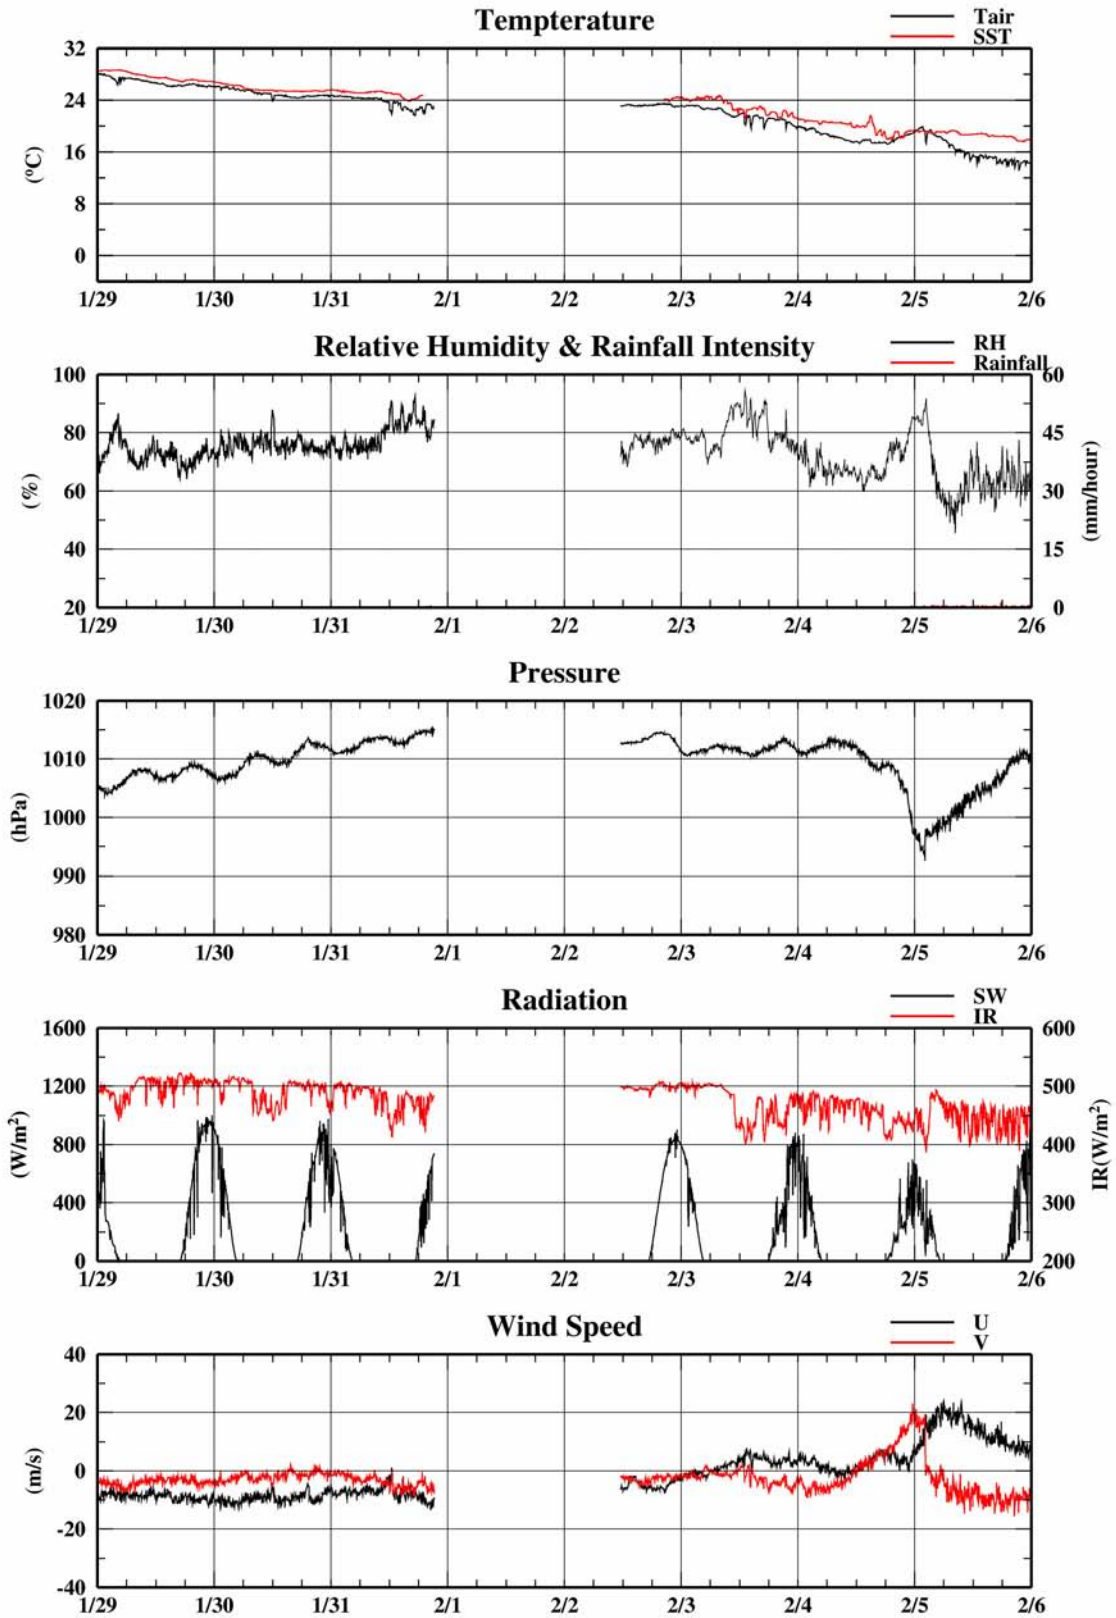 Tempterature
Tair
SST
32
24
16
8
0
(°C)
1/29 1/30 1/31 2/1 2/2 2/3 2/4 2/5 2/6
Relative Humidity & Rainfall Intensity
RH
Rainfall
100
80
60
40
20
(%)
60
45
30
15
0
(mm/hour)
1/29 1/30 1/31 2/1 2/2 2/3 2/4 2/5 2/6
Pressure
1020
1010
1000
990
980
(hPa)
1/29 1/30 1/31 2/1 2/2 2/3 2/4 2/5 2/6
Radiation
SW
IR
1600
1200
800
400
0
(W/m²)
600
500
400
300
200
IR(W/m²)
1/29 1/30 1/31 2/1 2/2 2/3 2/4 2/5 2/6
Wind Speed
U
V
40
20
0
-20
-40
(m/s)
1/29 1/30 1/31 2/1 2/2 2/3 2/4 2/5 2/6